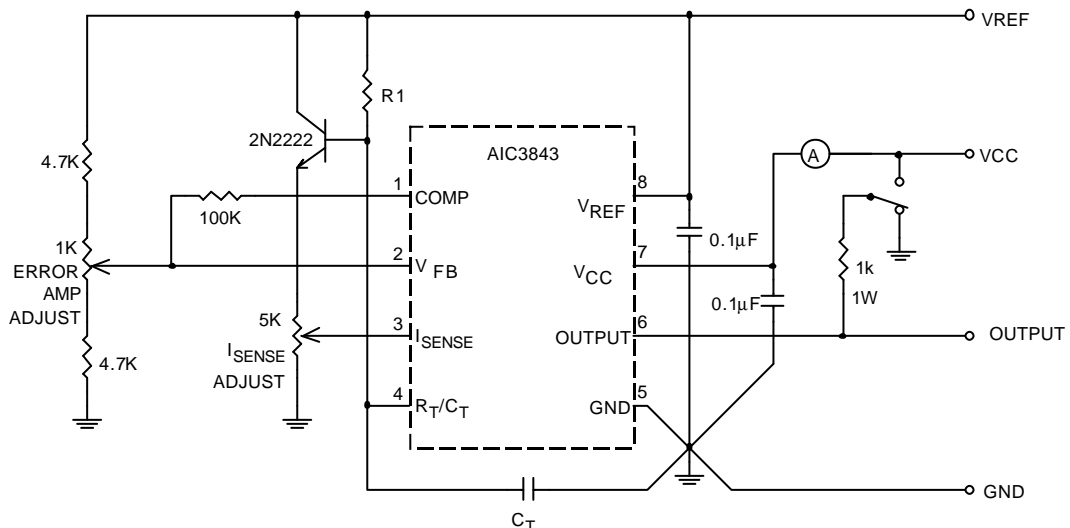 VREF
R1
2N2222
AIC3843
A
VCC
4.7K
1
COMP
8
VREF
100K
0.1μF
7
VCC
1K
ERROR
AMP
ADJUST
2
V FB
1k
1W
0.1μF
5K
ISENSE
ADJUST
3
ISENSE
OUTPUT
6
OUTPUT
4.7K
4
RT/CT
5
GND
CT
GND